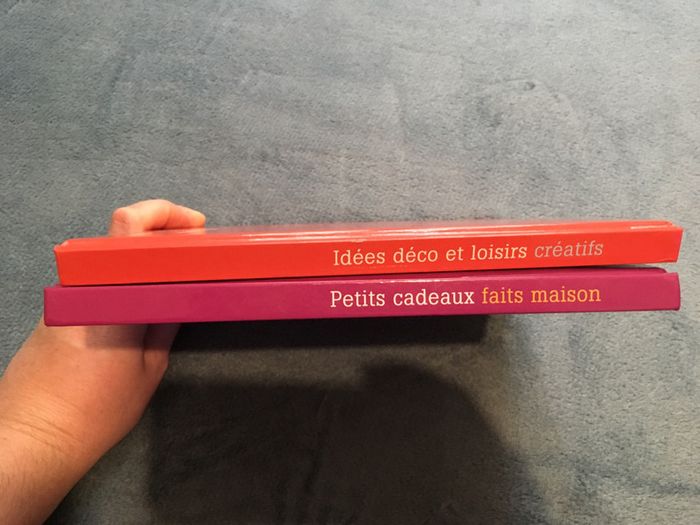 Idées déco et loisirs créatifs
Petits cadeaux faits maison